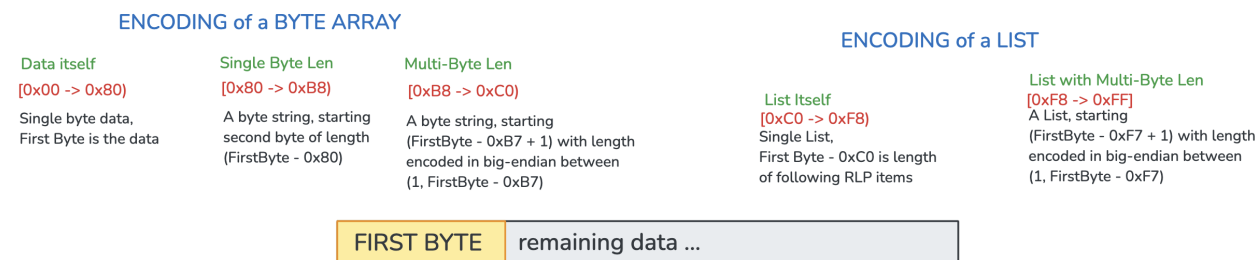 ENCODING of a BYTE ARRAY
Data itself
[0x00 -> 0x80)
Single byte data,
First Byte is the data
Single Byte Len
[0x80 -> 0xB8)
A byte string, starting
second byte of length
(FirstByte - 0x80)
Multi-Byte Len
[0xB8 -> 0xC0)
A byte string, starting
(FirstByte - 0xB7 + 1) with length
encoded in big-endian between
(1, FirstByte - 0xB7)
ENCODING of a LIST
List Itself
[0xC0 -> 0xF8)
Single List,
First Byte - 0xC0 is length
of following RLP items
List with Multi-Byte Len
[0xF8 -> 0xFF]
A List, starting
(FirstByte - 0xF7 + 1) with length
encoded in big-endian between
(1, FirstByte - 0xF7)
FIRST BYTE
remaining data ...